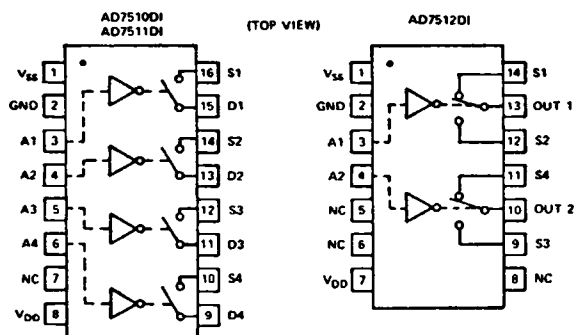 AD7510DI
AD7511DI
(TOP VIEW)
AD7512DI
VSS 1
GND 2
A1 3
A2 4
A3 5
A4 6
NC 7
VDD 8
16 S1
15 D1
14 S2
13 D2
12 S3
11 D3
10 S4
9 D4
VSS 1
GND 2
A1 3
A2 4
NC 5
NC 6
VDD 7
14 S1
13 OUT 1
12 S2
11 S4
10 OUT 2
9 S3
8 NC